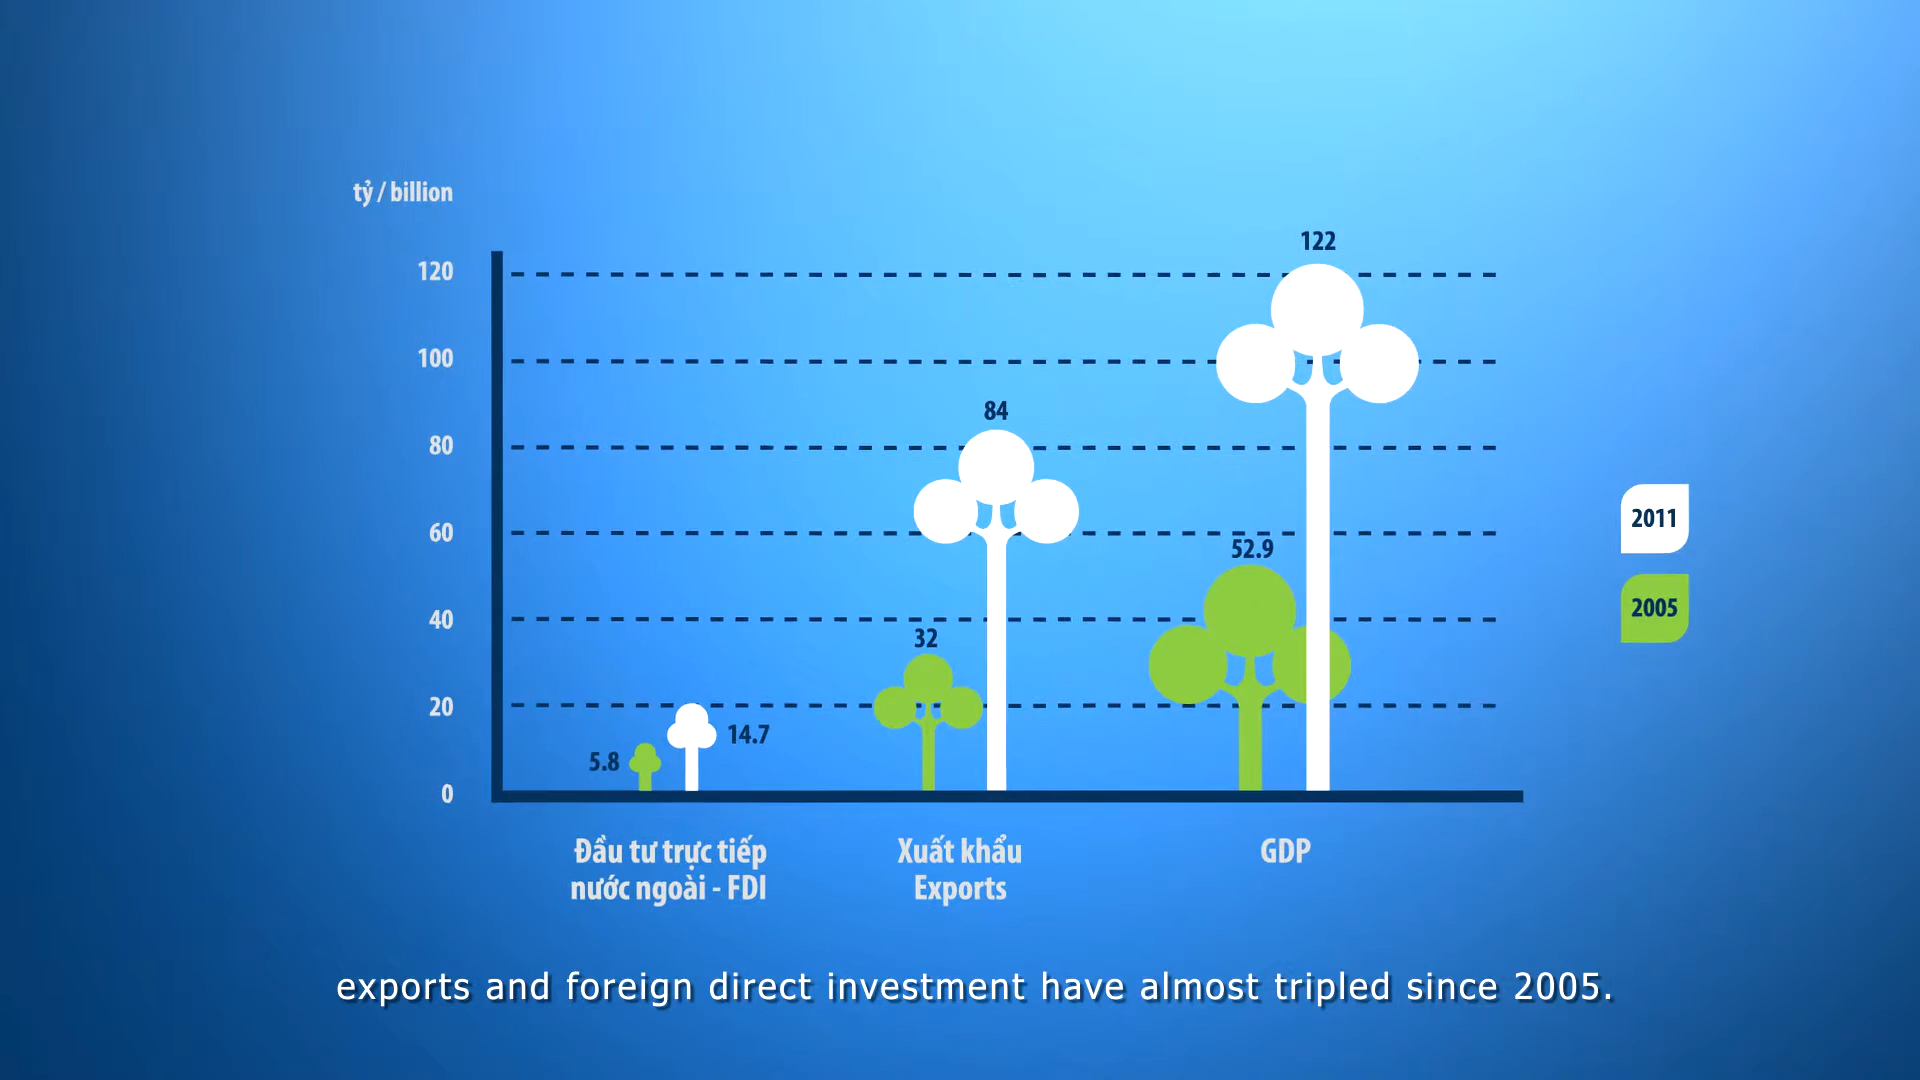 tỷ / billion
120
100
80
60
40
20
0
122
84
52.9
32
14.7
5.8
2011
2005
Đầu tư trực tiếp
nước ngoài - FDI
Xuất khẩu
Exports
GDP
exports and foreign direct investment have almost tripled since 2005.